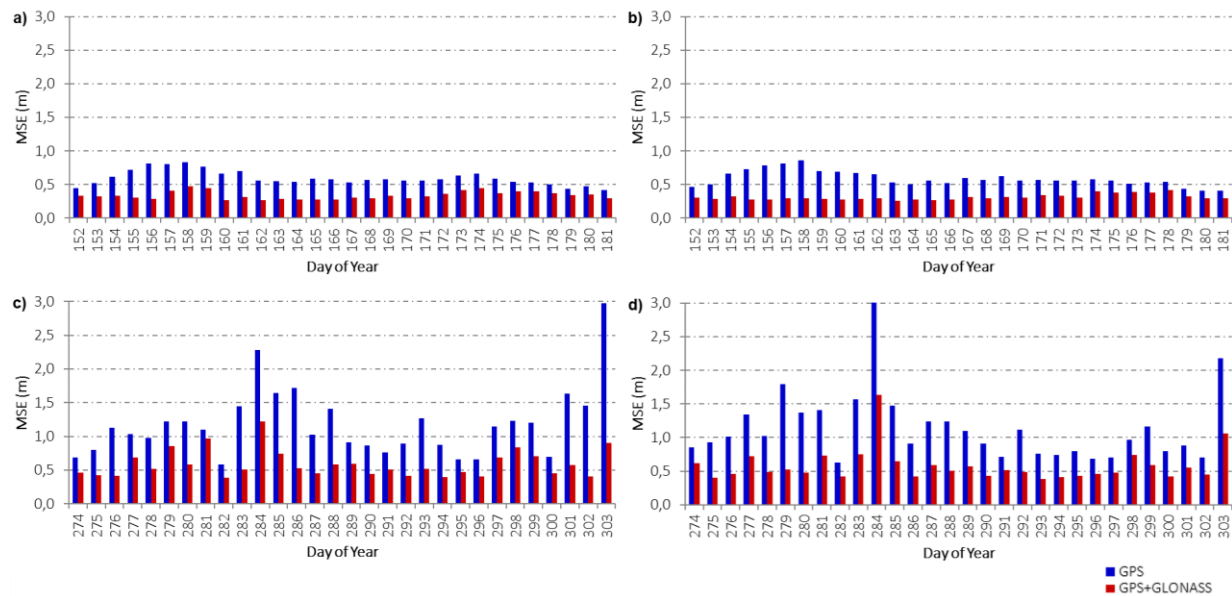 a)
3,0
2,5
2,0
1,5
1,0
0,5
0,0
MSE (m)
152 153 154 155 156 157 158 159 160 161 162 163 164 165 166 167 168 169 170 171 172 173 174 175 176 177 178 179 180 181
Day of Year
b)
3,0
2,5
2,0
1,5
1,0
0,5
0,0
MSE (m)
152 153 154 155 156 157 158 159 160 161 162 163 164 165 166 167 168 169 170 171 172 173 174 175 176 177 178 179 180 181
Day of Year
c)
3,0
2,5
2,0
1,5
1,0
0,5
0,0
MSE (m)
274 275 276 277 278 279 280 281 282 283 284 285 286 287 288 289 290 291 292 293 294 295 296 297 298 299 300 301 302 303
Day of Year
d)
3,0
2,5
2,0
1,5
1,0
0,5
0,0
MSE (m)
274 275 276 277 278 279 280 281 282 283 284 285 286 287 288 289 290 291 292 293 294 295 296 297 298 299 300 301 302 303
Day of Year
GPS
GPS+GLONASS